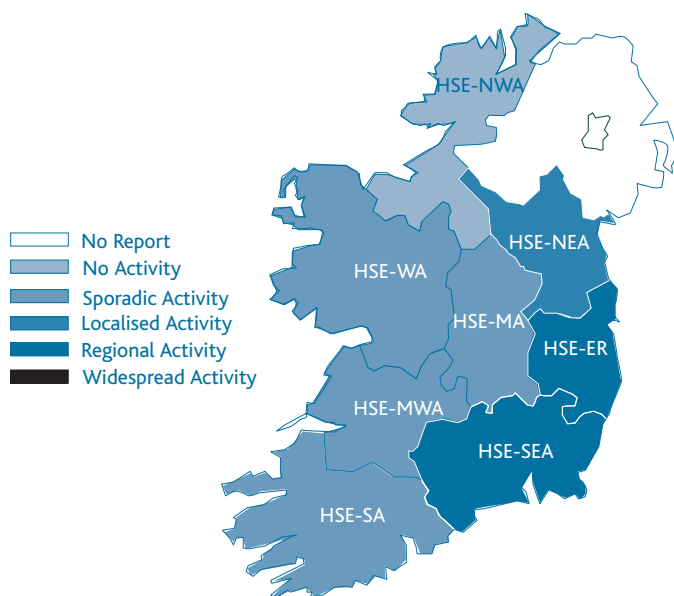 HSE-NWA
HSE-NEA
HSE-WA
HSE-MA
HSE-ER
HSE-MWA
HSE-SEA
HSE-SA
No Report
No Activity
Sporadic Activity
Localised Activity
Regional Activity
Widespread Activity